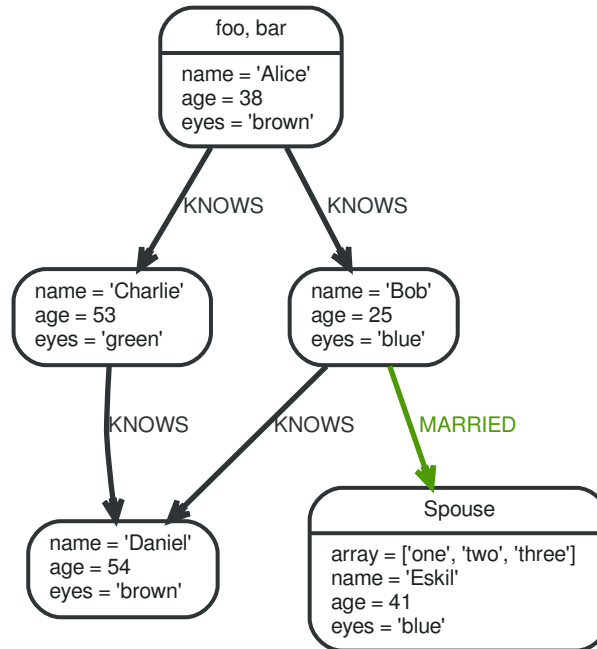 foo, bar
name = 'Alice'
age = 38
eyes = 'brown'
KNOWS
KNOWS
name = 'Charlie'
age = 53
eyes = 'green'
name = 'Bob'
age = 25
eyes = 'blue'
KNOWS
KNOWS
MARRIED
name = 'Daniel'
age = 54
eyes = 'brown'
Spouse
array = ['one', 'two', 'three']
name = 'Eskil'
age = 41
eyes = 'blue'